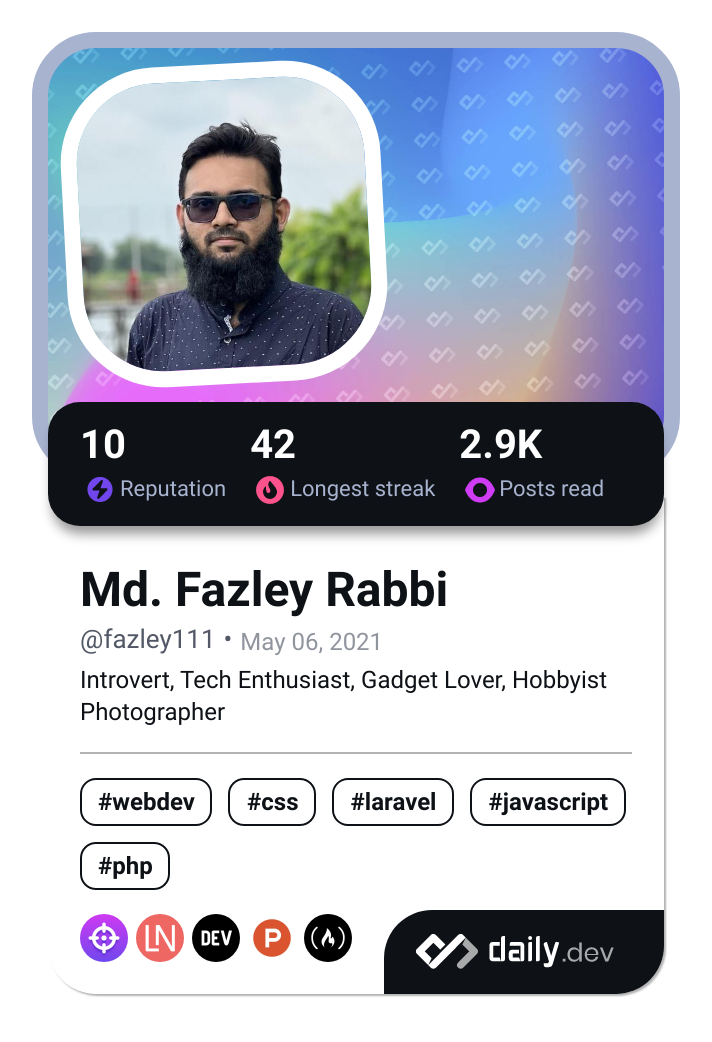 10 42 2.9K
Reputation Longest streak Posts read
Md. Fazley Rabbi
@fazley111 • May 06, 2021
Introvert, Tech Enthusiast, Gadget Lover, Hobbyist
Photographer
#webdev #css #laravel #javascript
#php
LN DEV P
daily.dev